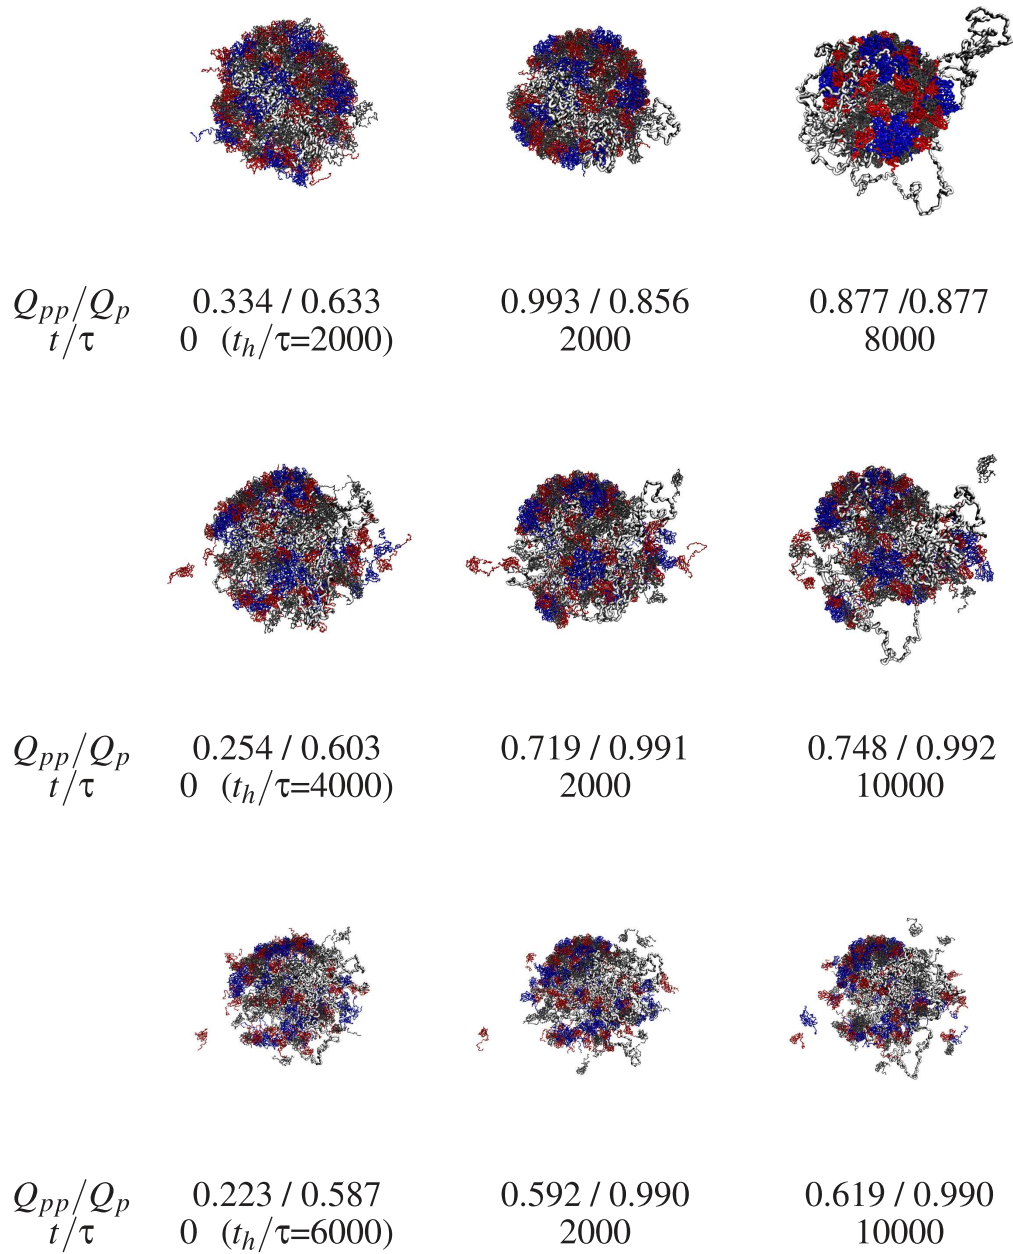 Q_pp/Q_p 0.334 / 0.633 0.993 / 0.856 0.877 /0.877
t/τ 0 (t_h/τ=2000) 2000 8000
Q_pp/Q_p 0.254 / 0.603 0.719 / 0.991 0.748 / 0.992
t/τ 0 (t_h/τ=4000) 2000 10000
Q_pp/Q_p 0.223 / 0.587 0.592 / 0.990 0.619 / 0.990
t/τ 0 (t_h/τ=6000) 2000 10000